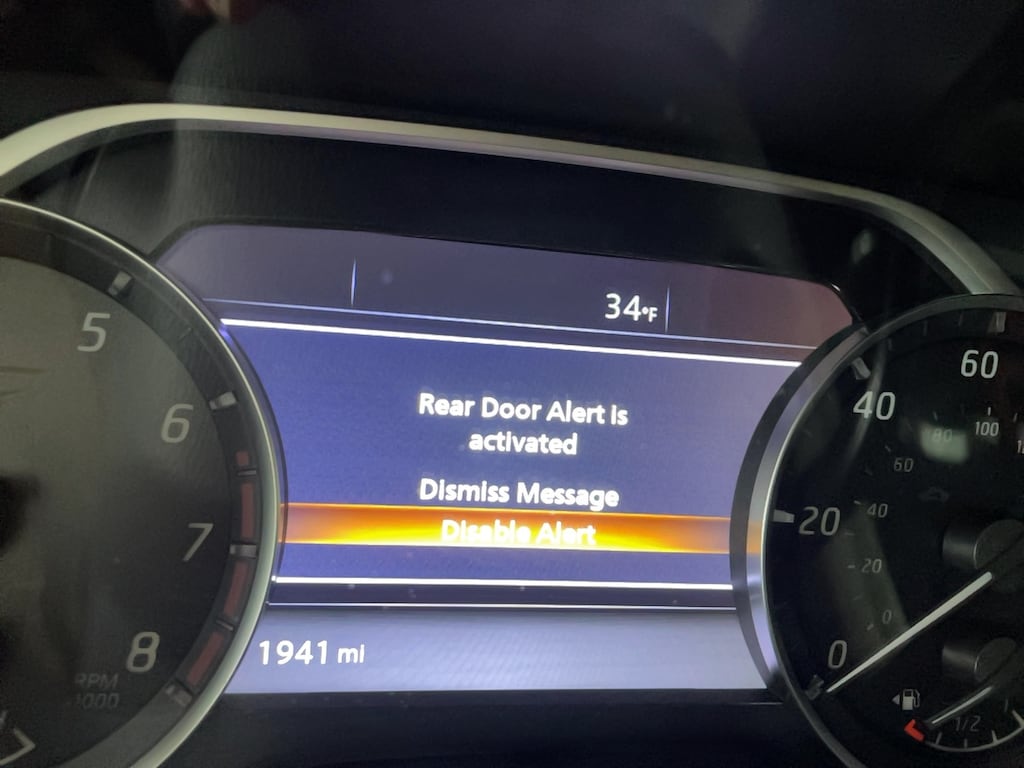 34°F
Rear Door Alert is
activated
Dismiss Message
Disable Alert
1941 mi
5
6
7
8
RPM
60
40
20
0
100
80
60
40
20
0
1/2